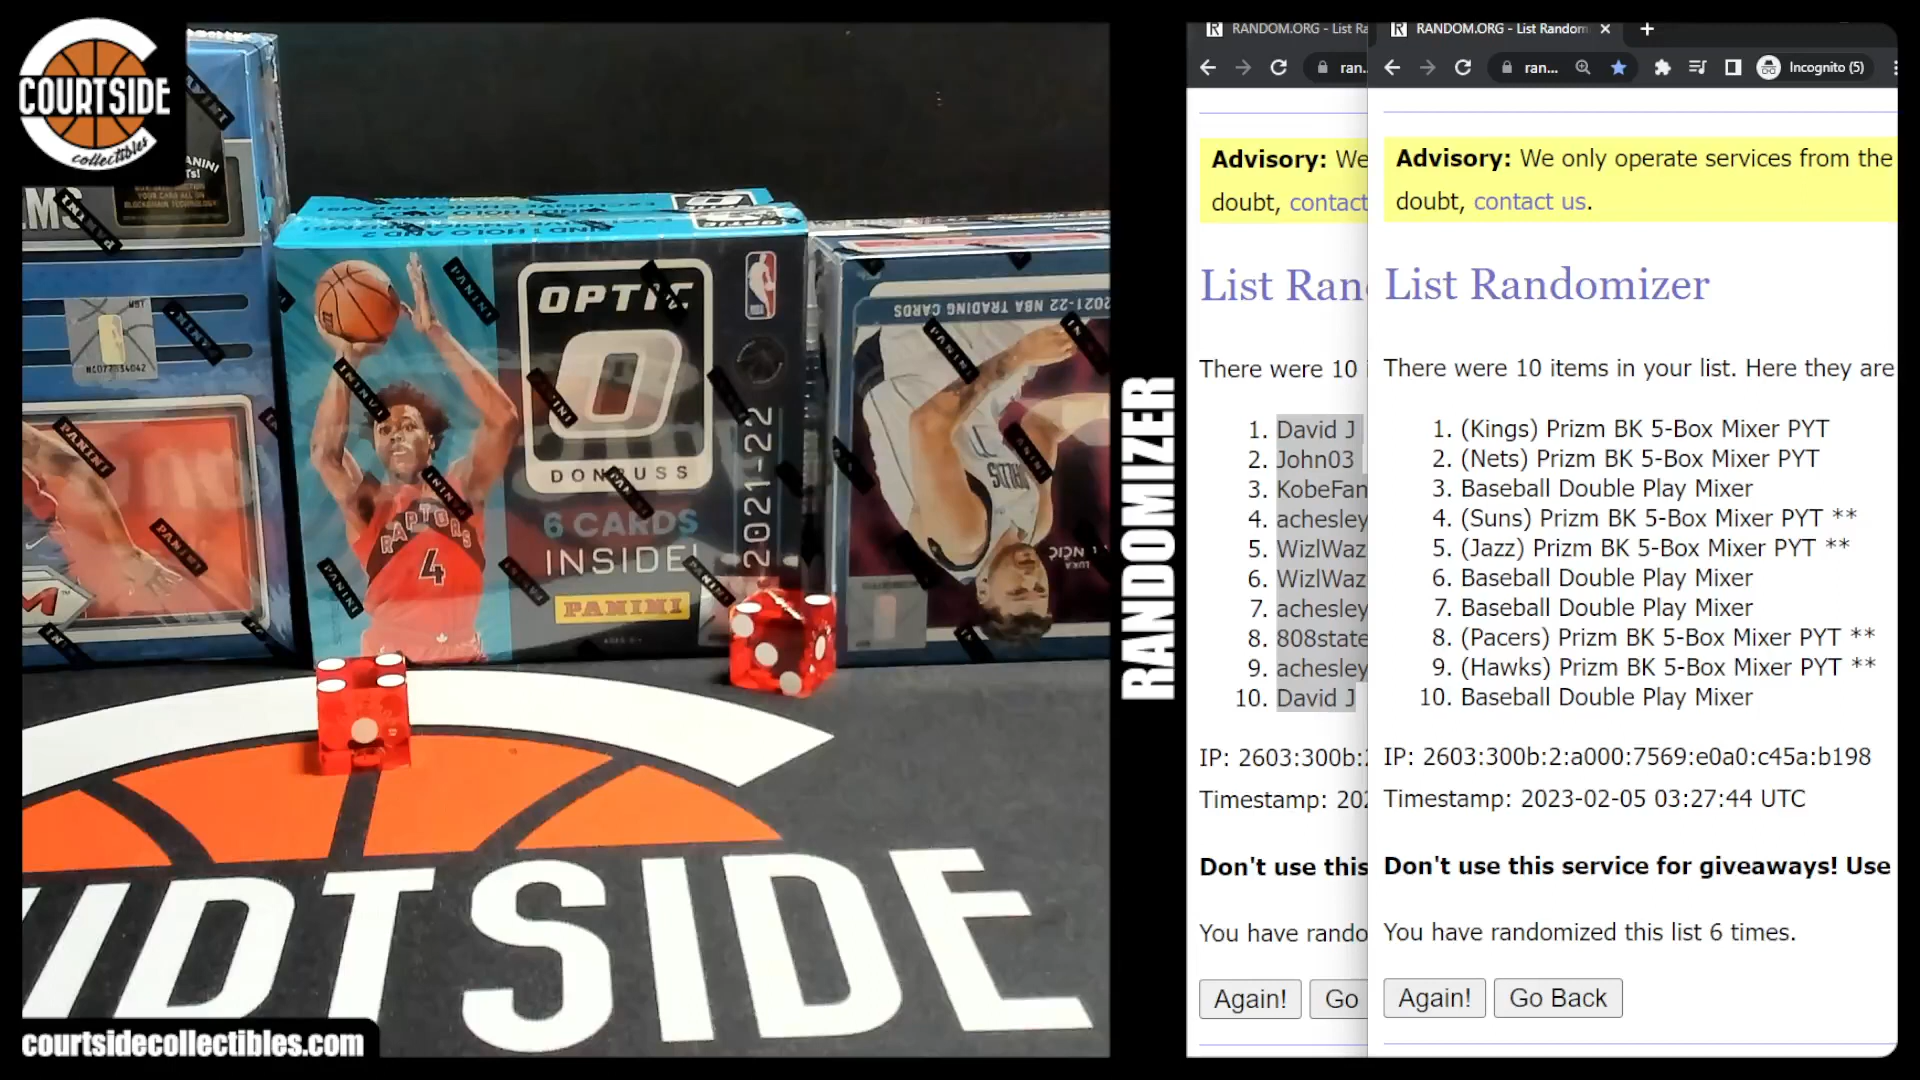 COURTSIDE
collectibles
PANINI
OPTIC
DONRUSS
2021-22
6 CARDS
INSIDE!
PANINI
RAPTORS
4
2021-22 NBA TRADING CARDS
courtsidecollectibles.com
RANDOMIZER
RANDOM.ORG - List Ra
ran...
Advisory: We
doubt, contact
List Ran
There were 10 i
1. David J
2. John03
3. KobeFan
4. achesley
5. WizlWaz
6. WizlWaz
7. achesley
8. 808state
9. achesley
10. David J
IP: 2603:300b:2
Timestamp: 202
Don't use this
You have rando
Again! Go
RANDOM.ORG - List Random
ran...
Incognito (5)
Advisory: We only operate services from the
doubt, contact us.
List Randomizer
There were 10 items in your list. Here they are
1. (Kings) Prizm BK 5-Box Mixer PYT
2. (Nets) Prizm BK 5-Box Mixer PYT
3. Baseball Double Play Mixer
4. (Suns) Prizm BK 5-Box Mixer PYT **
5. (Jazz) Prizm BK 5-Box Mixer PYT **
6. Baseball Double Play Mixer
7. Baseball Double Play Mixer
8. (Pacers) Prizm BK 5-Box Mixer PYT **
9. (Hawks) Prizm BK 5-Box Mixer PYT **
10. Baseball Double Play Mixer
IP: 2603:300b:2:a000:7569:e0a0:c45a:b198
Timestamp: 2023-02-05 03:27:44 UTC
Don't use this service for giveaways! Use
You have randomized this list 6 times.
Again! Go Back